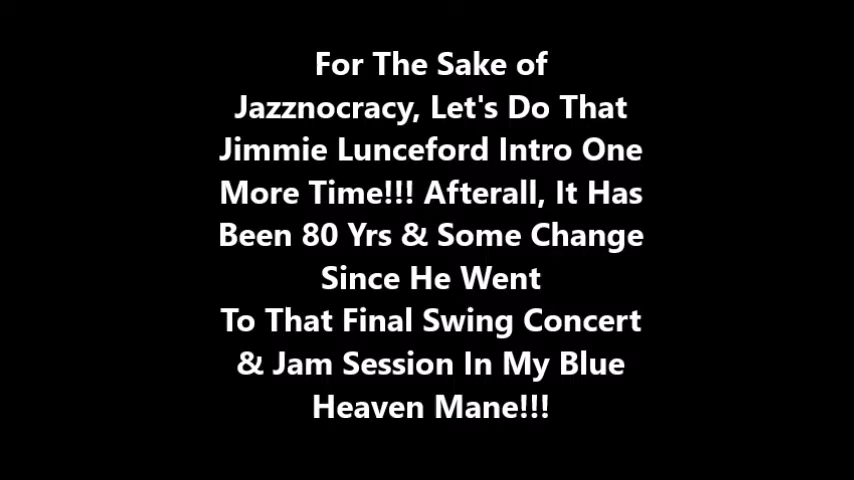 For The Sake of
Jazznocracy, Let's Do That
Jimmie Lunceford Intro One
More Time!!! Afterall, It Has
Been 80 Yrs & Some Change
Since He Went
To That Final Swing Concert
& Jam Session In My Blue
Heaven Mane!!!